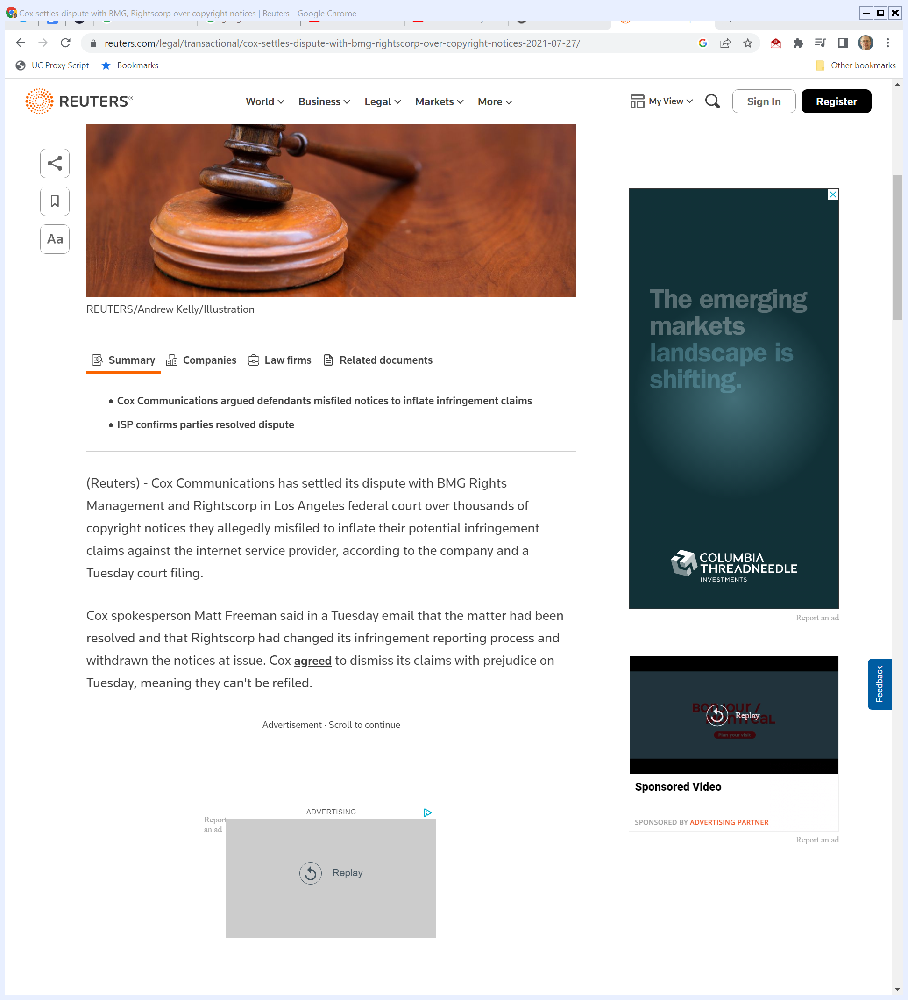 Cox settles dispute with BMG, Rightscorp over copyright notices | Reuters - Google Chrome
reuters.com/legal/transactional/cox-settles-dispute-with-bmg-rightscorp-over-copyright-notices-2021-07-27/
UC Proxy Script
Bookmarks
Other bookmarks
REUTERS®
World
Business
Legal
Markets
More
My View
Sign In
Register
Aa
REUTERS/Andrew Kelly/Illustration
Summary
Companies
Law firms
Related documents
• Cox Communications argued defendants misfiled notices to inflate infringement claims
• ISP confirms parties resolved dispute
(Reuters) - Cox Communications has settled its dispute with BMG Rights
Management and Rightscorp in Los Angeles federal court over thousands of
copyright notices they allegedly misfiled to inflate their potential infringement
claims against the internet service provider, according to the company and a
Tuesday court filing.
Cox spokesperson Matt Freeman said in a Tuesday email that the matter had been
resolved and that Rightscorp had changed its infringement reporting process and
withdrawn the notices at issue. Cox agreed to dismiss its claims with prejudice on
Tuesday, meaning they can't be refiled.
Advertisement · Scroll to continue
ADVERTISING
Report
an ad
Replay
The emerging
markets
landscape is
shifting.
COLUMBIA
THREADNEEDLE
INVESTMENTS
Report an ad
BONJOUR /
MONTRÉAL
Replay
Plan your visit
Sponsored Video
SPONSORED BY ADVERTISING PARTNER
Report an ad
Feedback